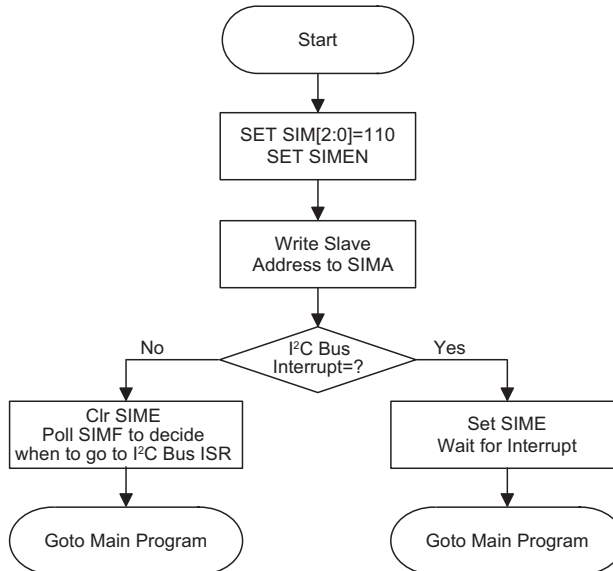 Start
SET SIM[2:0]=110
SET SIMEN
Write Slave
Address to SIMA
I²C Bus
Interrupt=?
No
Yes
Clr SIME
Poll SIMF to decide
when to go to I²C Bus ISR
Set SIME
Wait for Interrupt
Goto Main Program
Goto Main Program